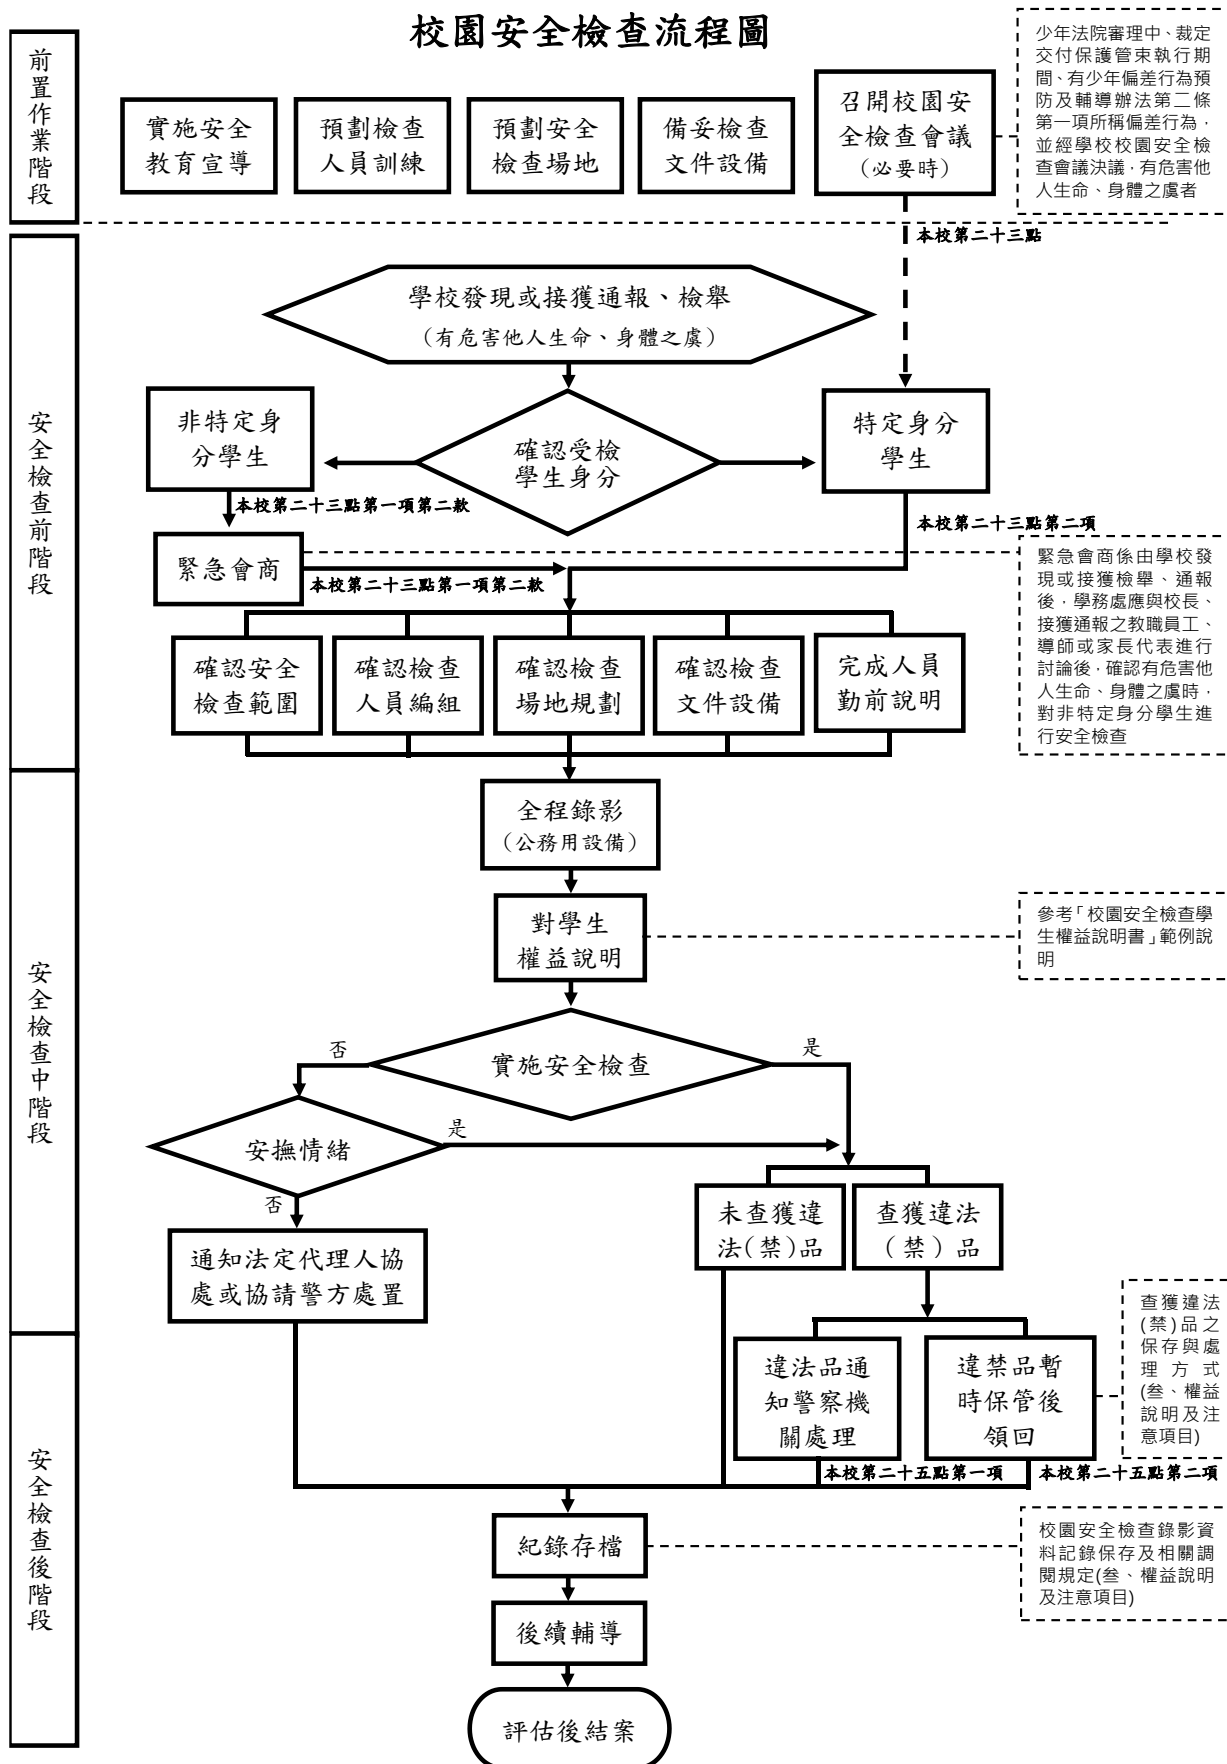 校園安全檢查流程圖
前置作業階段
實施安全
教育宣導
預劃檢查
人員訓練
預劃安全
檢查場地
備妥檢查
文件設備
召開校園安
全檢查會議
（必要時）
少年法院審理中、裁定
交付保護管束執行期
間、有少年偏差行為預
防及輔導辦法第二條
第一項所稱偏差行為，
並經學校校園安全檢
查會議決議，有危害他
人生命、身體之虞者
本校第二十三點
安全檢查前階段
學校發現或接獲通報、檢舉
（有危害他人生命、身體之虞）
非特定身
分學生
確認受檢
學生身分
特定身分
學生
本校第二十三點第一項第二款
本校第二十三點第二項
緊急會商
本校第二十三點第一項第二款
緊急會商係由學校發
現或接獲檢舉、通報
後，學務處應與校長、
接獲通報之教職員工、
導師或家長代表進行
討論後，確認有危害他
人生命、身體之虞時，
對非特定身分學生進
行安全檢查
確認安全
檢查範圍
確認檢查
人員編組
確認檢查
場地規劃
確認檢查
文件設備
完成人員
勤前說明
安全檢查中階段
全程錄影
（公務用設備）
對學生
權益說明
參考「校園安全檢查學
生權益說明書」範例說
明
實施安全檢查
否
是
安撫情緒
是
否
未查獲違
法(禁)品
查獲違法
（禁）品
通知法定代理人協
處或協請警方處置
查獲違法
(禁)品之
保存與處
理方式
(叁、權益
說明及注
意項目)
安全檢查後階段
違法品通
知警察機
關處理
違禁品暫
時保管後
領回
本校第二十五點第一項
本校第二十五點第二項
紀錄存檔
校園安全檢查錄影資
料記錄保存及相關調
閱規定(叁、權益說明
及注意項目)
後續輔導
評估後結案